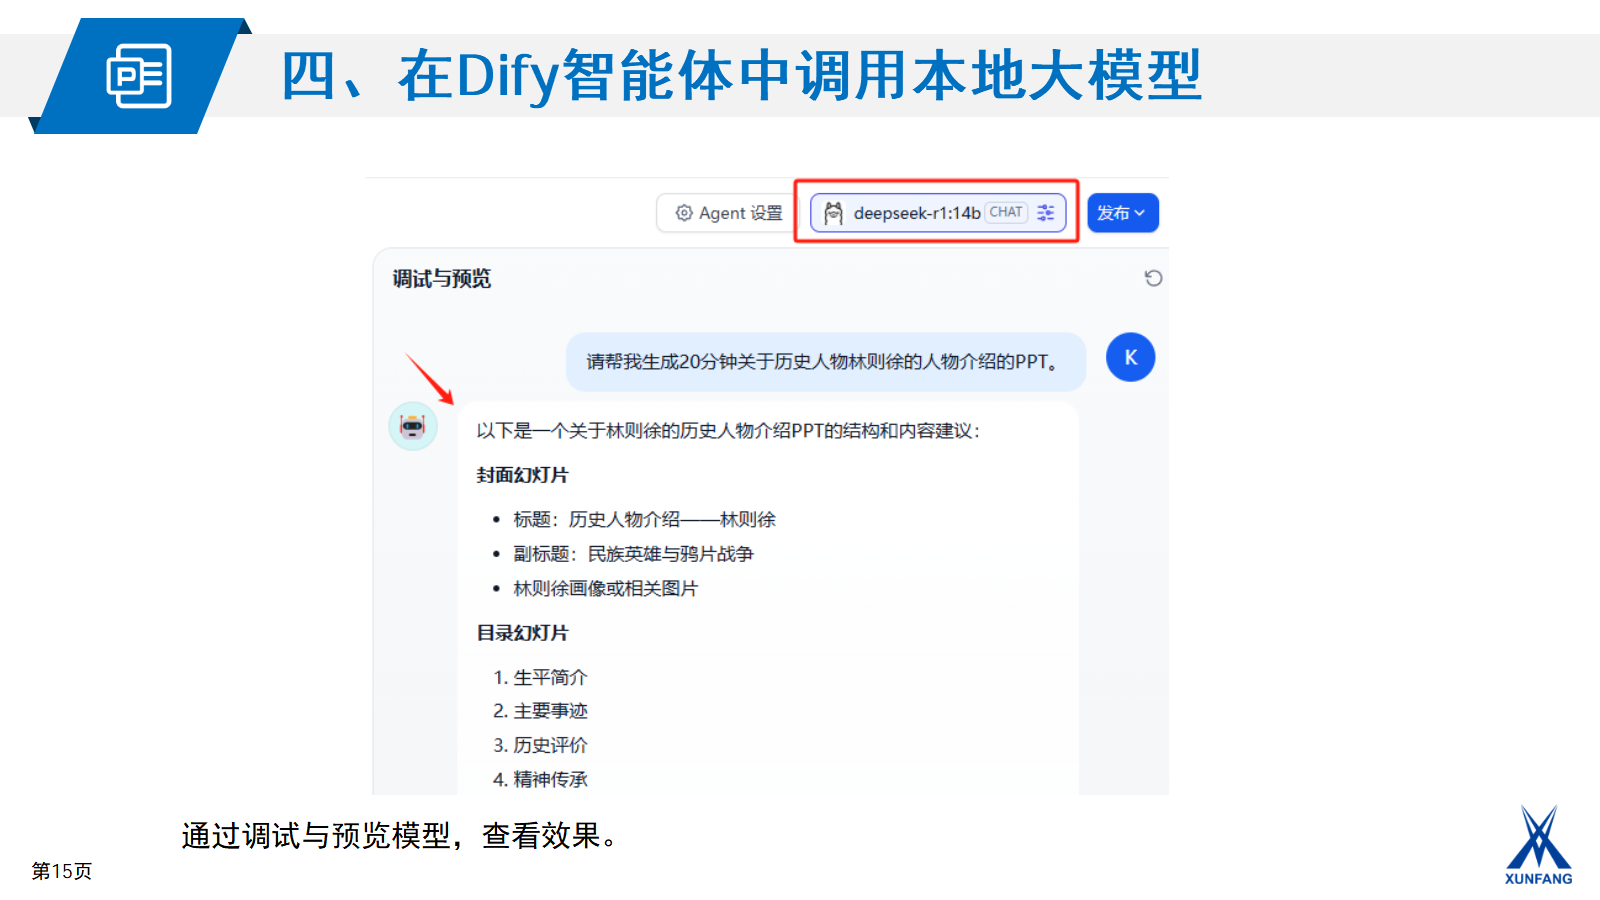 四、在Dify智能体中调用本地大模型
Agent 设置
deepseek-r1:14b CHAT
发布
调试与预览
请帮我生成20分钟关于历史人物林则徐的人物介绍的PPT。
K
以下是一个关于林则徐的历史人物介绍PPT的结构和内容建议：
封面幻灯片
• 标题：历史人物介绍——林则徐
• 副标题：民族英雄与鸦片战争
• 林则徐画像或相关图片
目录幻灯片
1. 生平简介
2. 主要事迹
3. 历史评价
4. 精神传承
通过调试与预览模型，查看效果。
第15页
XUNFANG